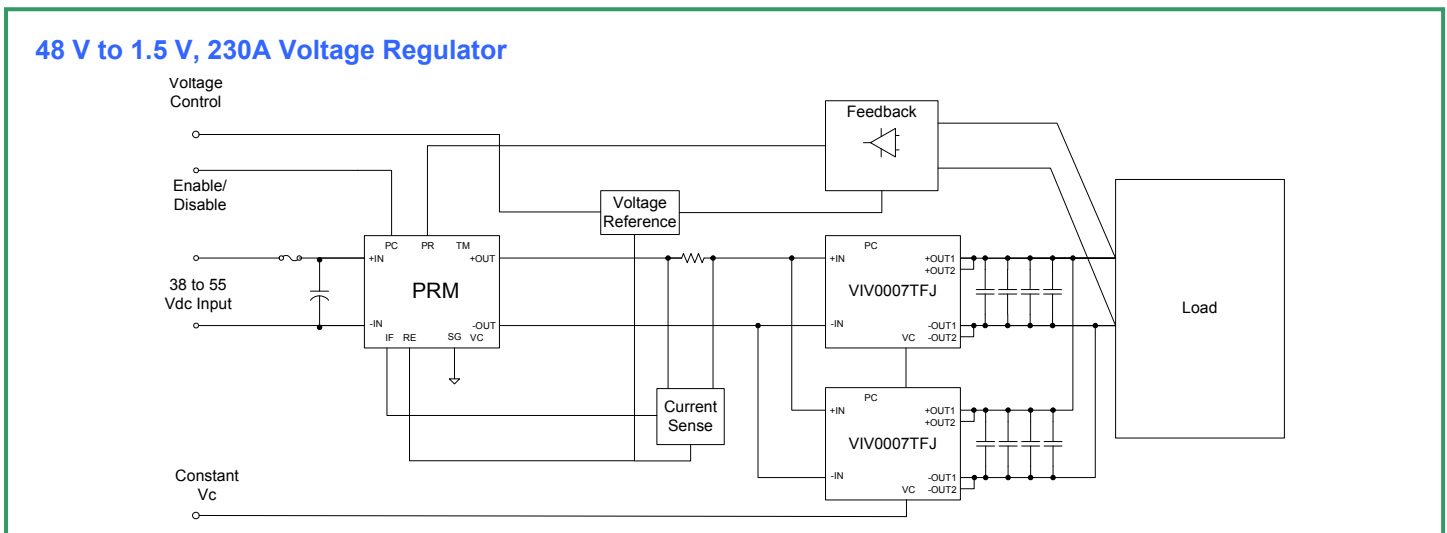 48 V to 1.5 V, 230A Voltage Regulator
Voltage
Control
Enable/
Disable
38 to 55
Vdc Input
Constant
Vc
PC PR TM
+IN +OUT
PRM
-IN -OUT
IF RE SG VC
Voltage
Reference
Current
Sense
Feedback
PC
+IN +OUT1
+OUT2
VIV0007TFJ
-IN -OUT1
VC -OUT2
PC
+IN +OUT1
+OUT2
VIV0007TFJ
-IN -OUT1
VC -OUT2
Load